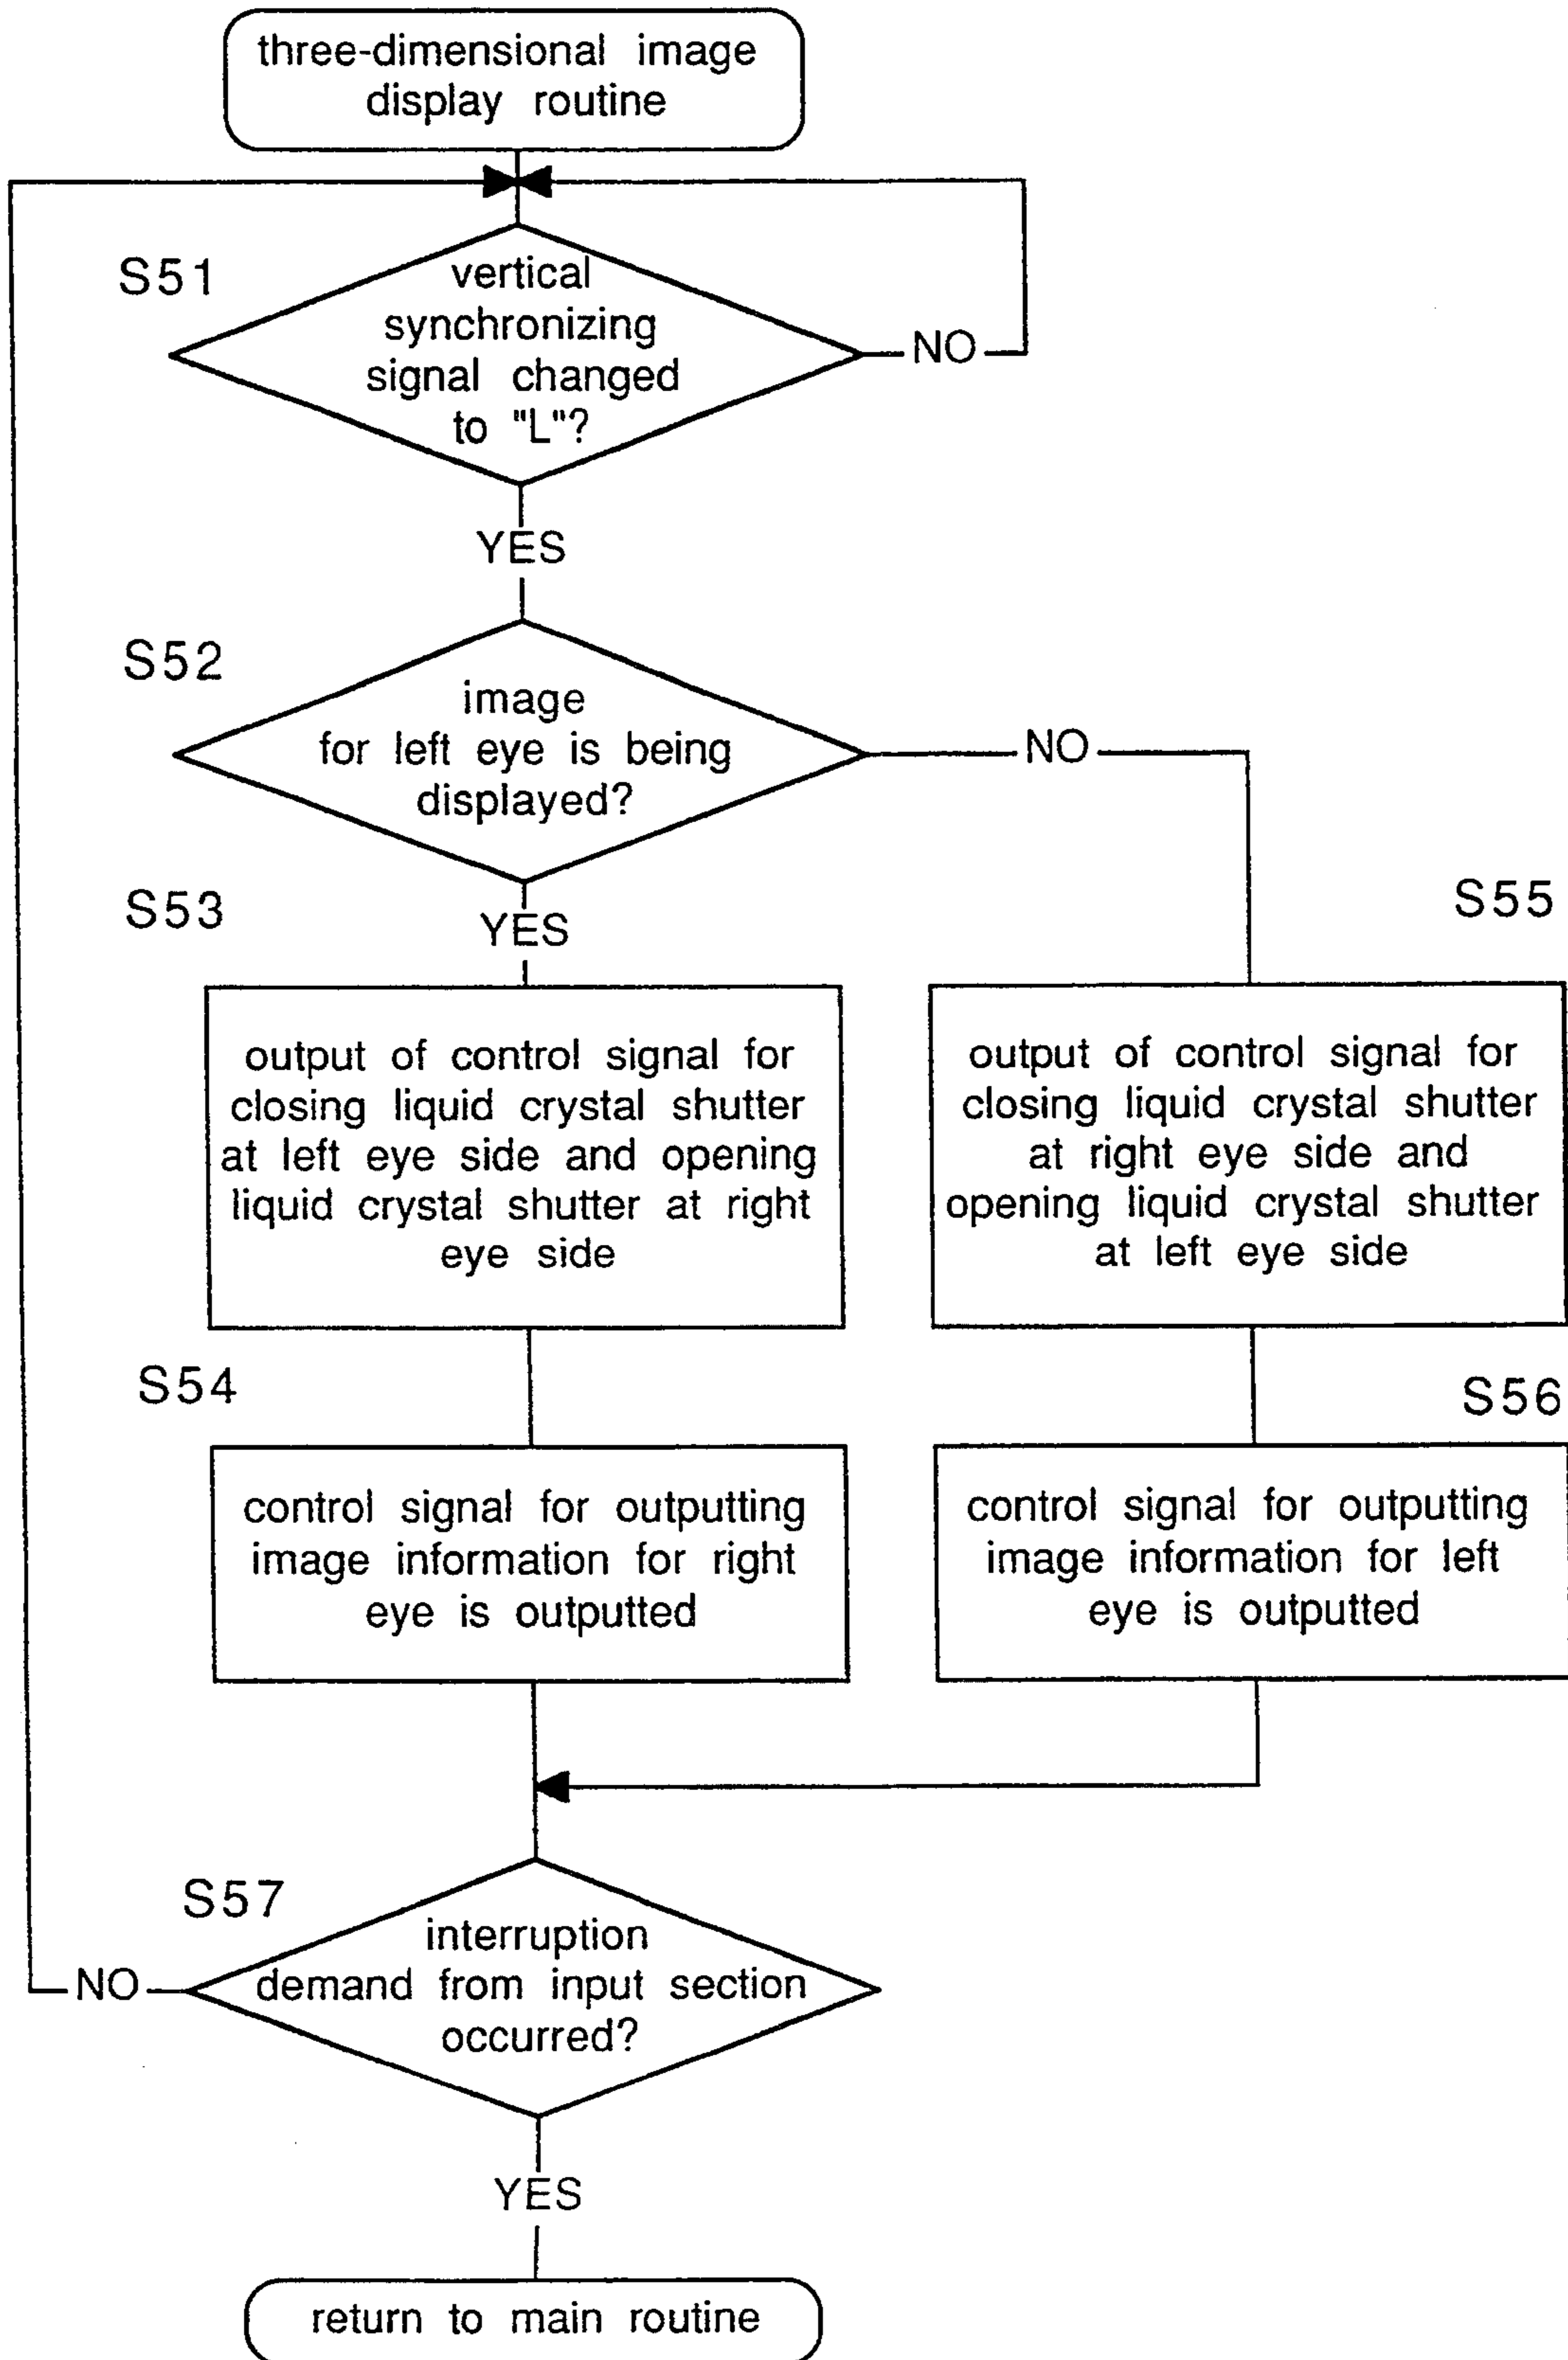 three-dimensional image
display routine
S51
vertical
synchronizing
signal changed
to "L"?
NO
YES
S52
image
for left eye is being
displayed?
NO
S53
YES
S55
output of control signal for
closing liquid crystal shutter
at left eye side and opening
liquid crystal shutter at right
eye side
output of control signal for
closing liquid crystal shutter
at right eye side and
opening liquid crystal shutter
at left eye side
S54
S56
control signal for outputting
image information for right
eye is outputted
control signal for outputting
image information for left
eye is outputted
S57
interruption
demand from input section
occurred?
NO
YES
return to main routine